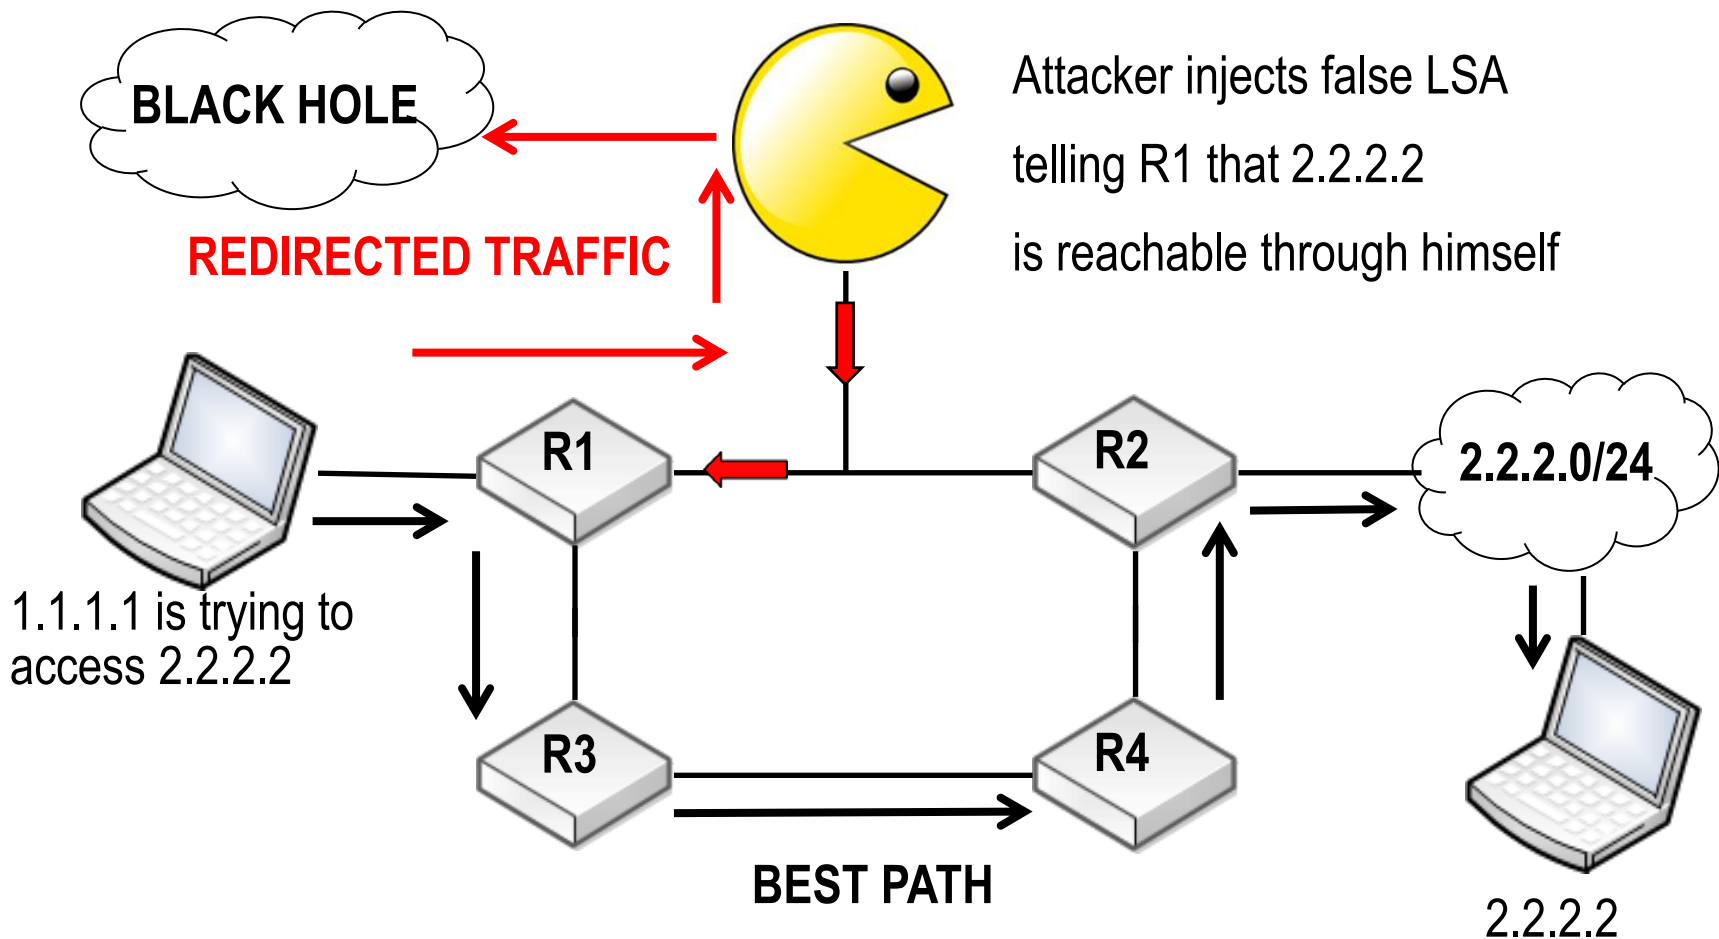 BLACK HOLE
Attacker injects false LSA
telling R1 that 2.2.2.2
is reachable through himself
REDIRECTED TRAFFIC
R1
R2
2.2.2.0/24
1.1.1.1 is trying to
access 2.2.2.2
R3
R4
BEST PATH
2.2.2.2